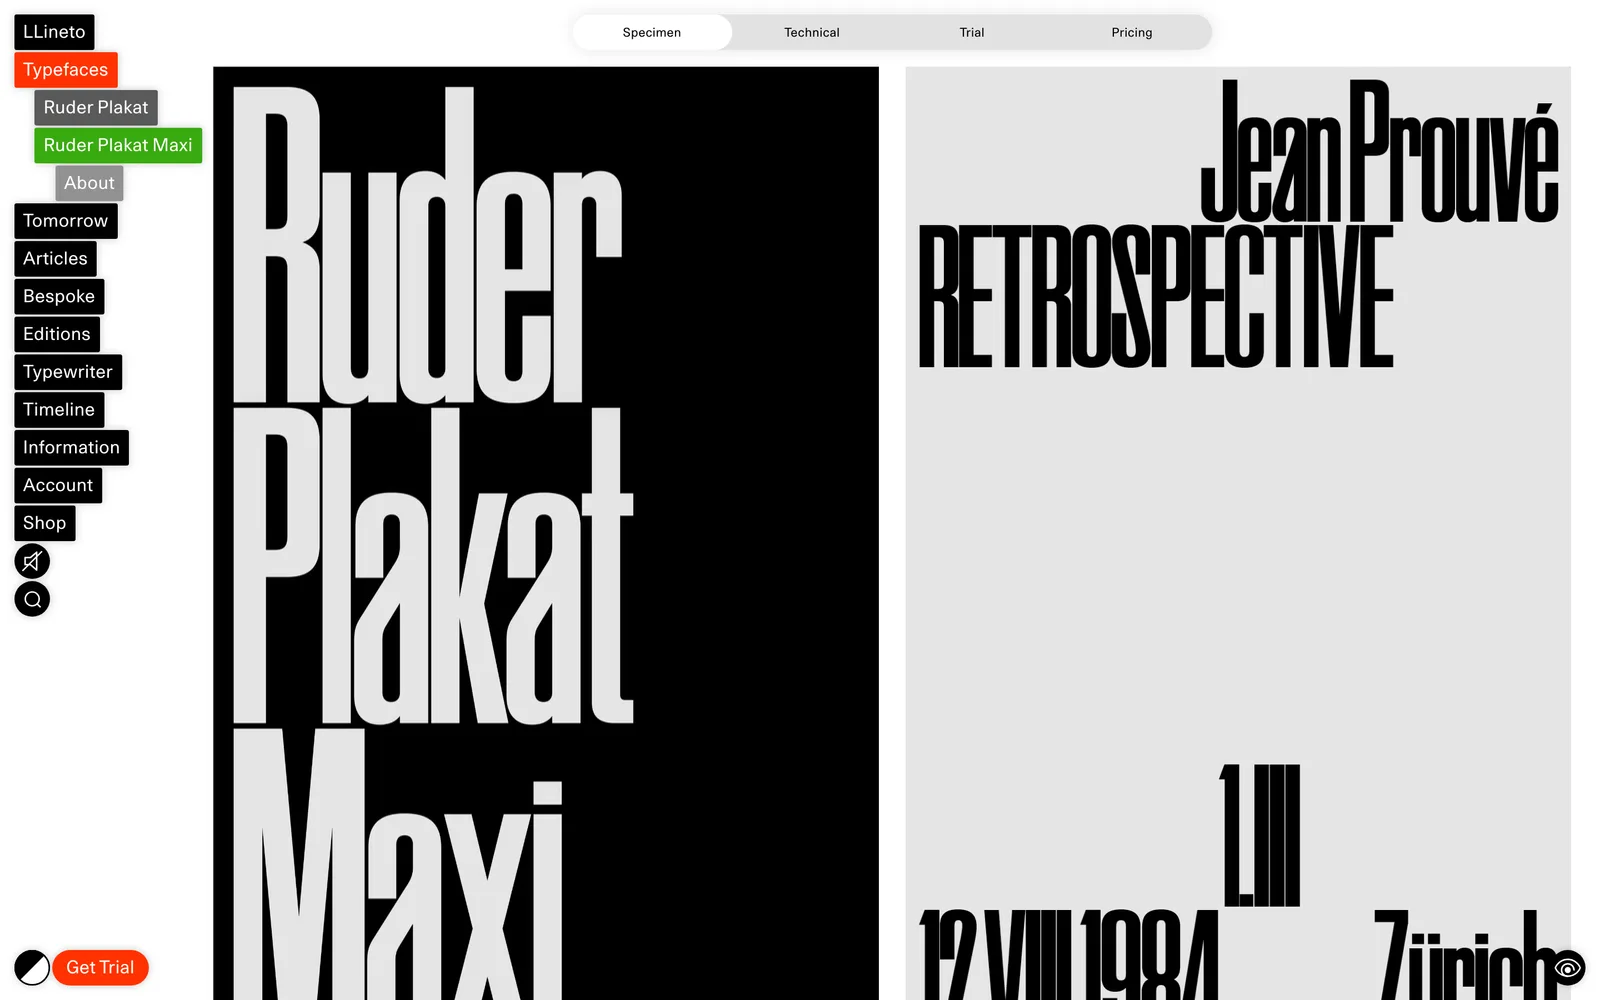 LLineto
Typefaces
Ruder Plakat
Ruder Plakat Maxi
About
Tomorrow
Articles
Bespoke
Editions
Typewriter
Timeline
Information
Account
Shop
Get Trial
Specimen
Technical
Trial
Pricing
Ruder
Plakat
Maxi
Jean Prouvé
RETROSPECTIVE
1.III
12 VIII 1984
Zürich